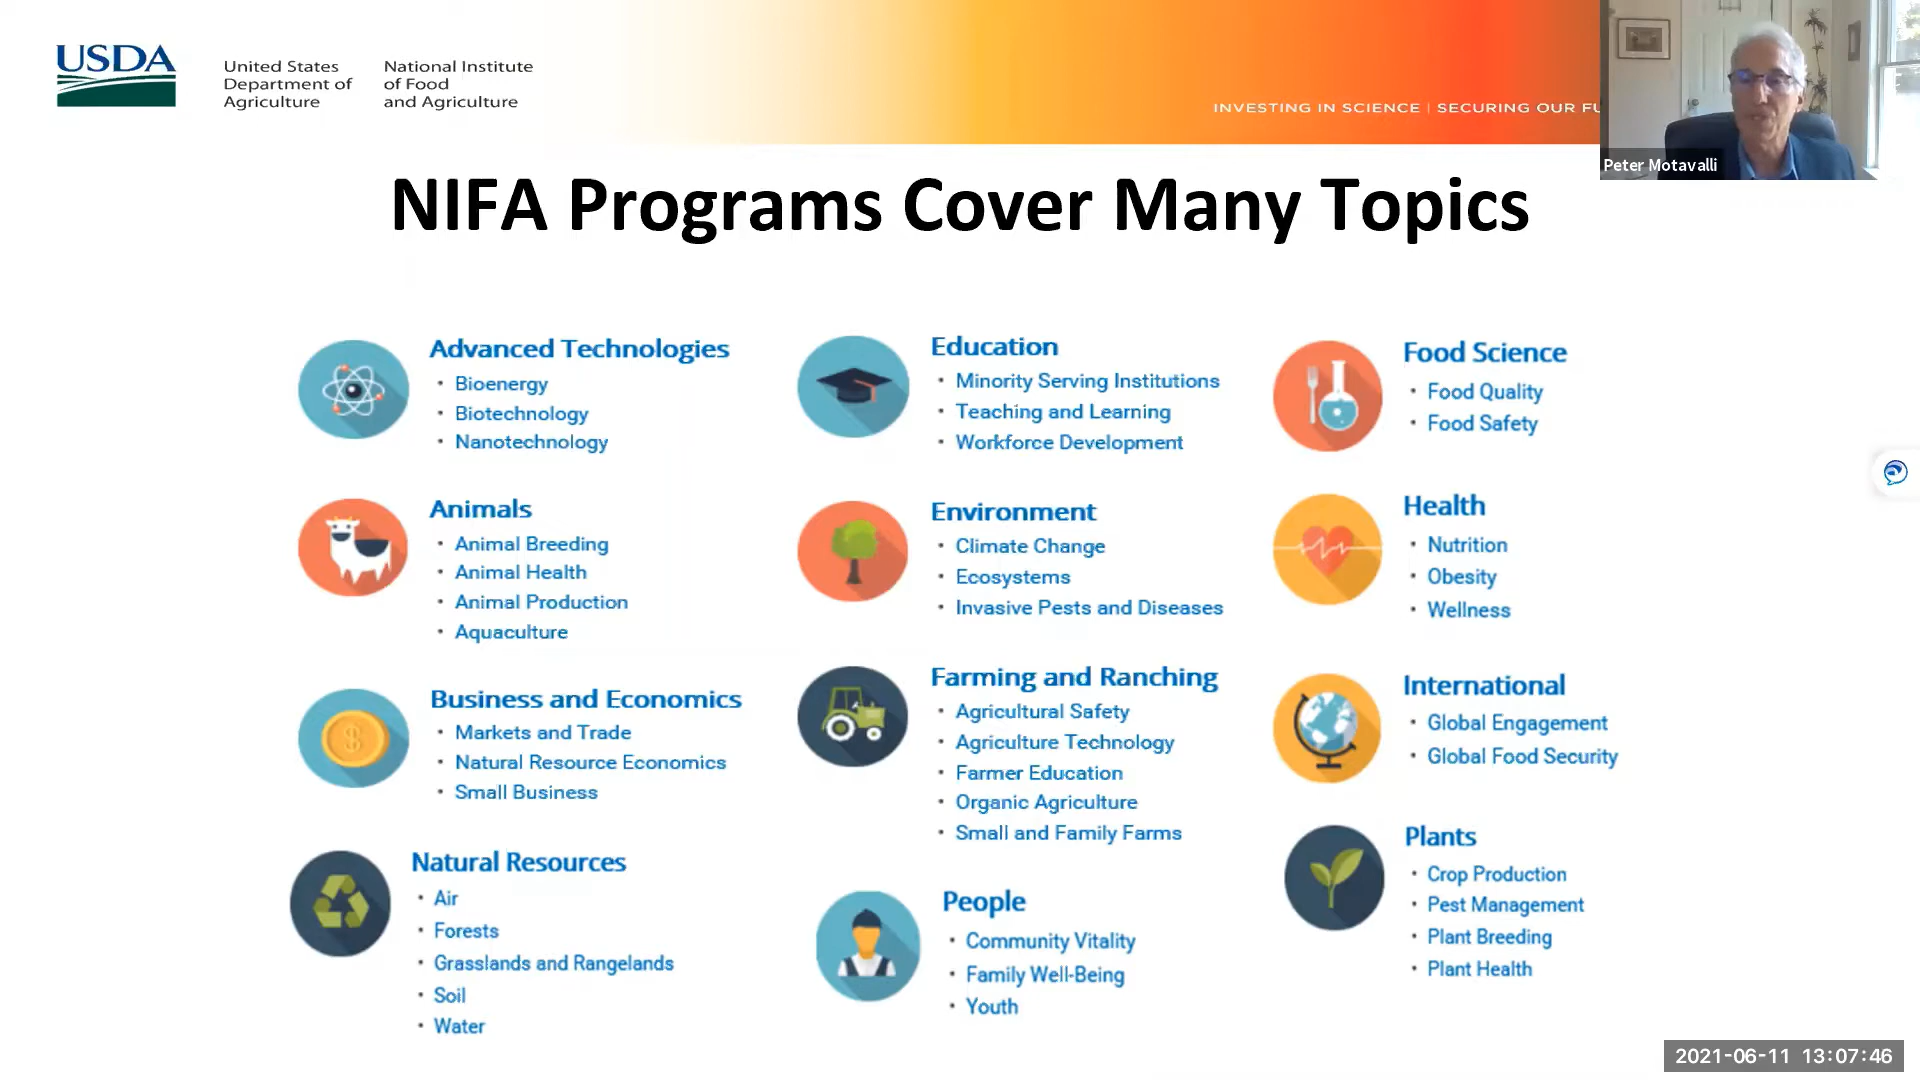 USDA
United States
Department of
Agriculture
National Institute
of Food
and Agriculture
INVESTING IN SCIENCE | SECURING OUR FU
Peter Motavalli
NIFA Programs Cover Many Topics
Advanced Technologies
• Bioenergy
• Biotechnology
• Nanotechnology
Animals
• Animal Breeding
• Animal Health
• Animal Production
• Aquaculture
Business and Economics
• Markets and Trade
• Natural Resource Economics
• Small Business
Natural Resources
• Air
• Forests
• Grasslands and Rangelands
• Soil
• Water
Education
• Minority Serving Institutions
• Teaching and Learning
• Workforce Development
Environment
• Climate Change
• Ecosystems
• Invasive Pests and Diseases
Farming and Ranching
• Agricultural Safety
• Agriculture Technology
• Farmer Education
• Organic Agriculture
• Small and Family Farms
People
• Community Vitality
• Family Well-Being
• Youth
Food Science
• Food Quality
• Food Safety
Health
• Nutrition
• Obesity
• Wellness
International
• Global Engagement
• Global Food Security
Plants
• Crop Production
• Pest Management
• Plant Breeding
• Plant Health
2021-06-11 13:07:46